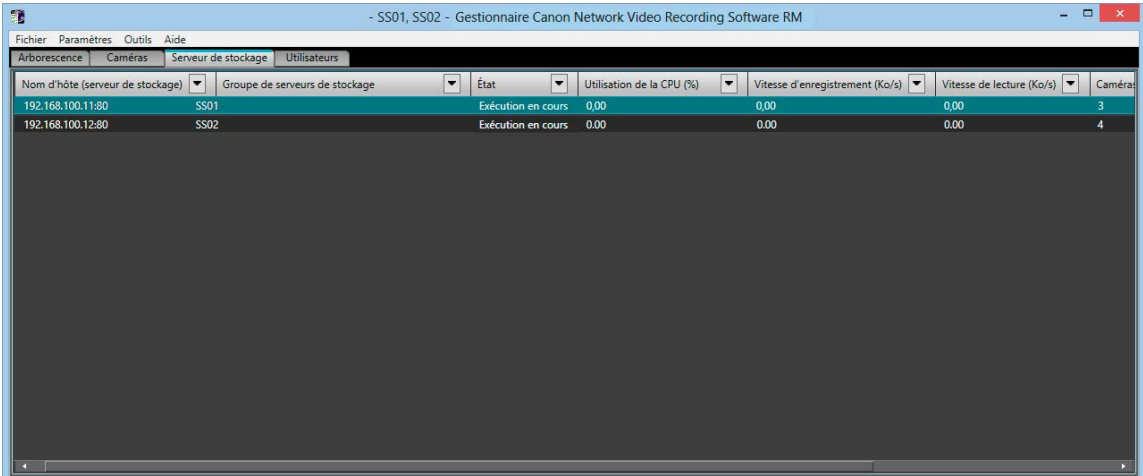 - SS01, SS02 - Gestionnaire Canon Network Video Recording Software RM
Fichier Paramètres Outils Aide
Arborescence Caméras Serveur de stockage Utilisateurs
Nom d'hôte (serveur de stockage) Groupe de serveurs de stockage État Utilisation de la CPU (%) Vitesse d'enregistrement (Ko/s) Vitesse de lecture (Ko/s) Caméras
192.168.100.11:80 SS01 Exécution en cours 0,00 0,00 0,00 3
192.168.100.12:80 SS02 Exécution en cours 0.00 0.00 0.00 4